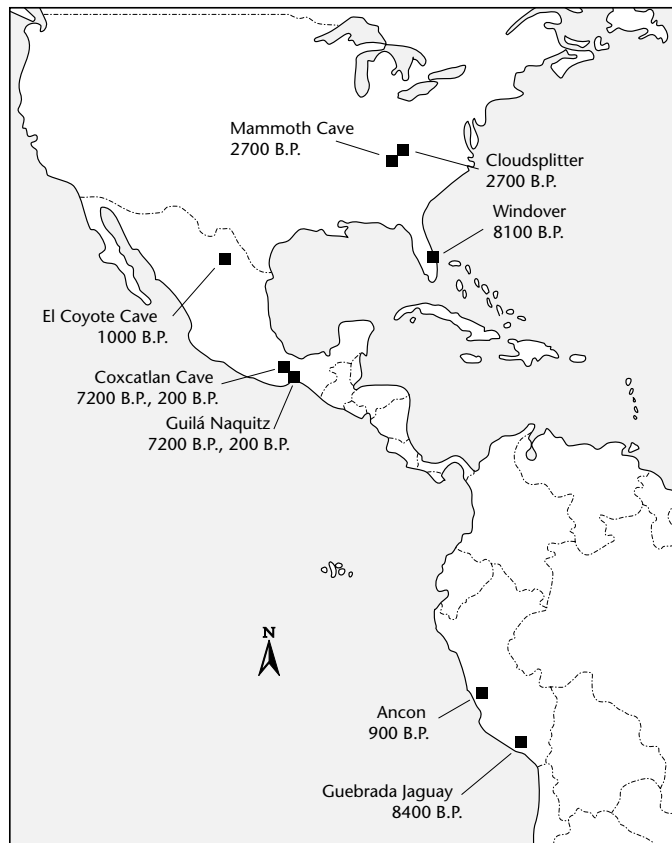 Mammoth Cave
2700 B.P.
Cloudsplitter
2700 B.P.
Windover
8100 B.P.
El Coyote Cave
1000 B.P.
Coxcatlan Cave
7200 B.P., 200 B.P.
Guilá Naquitz
7200 B.P., 200 B.P.
N
Ancon
900 B.P.
Guebrada Jaguay
8400 B.P.